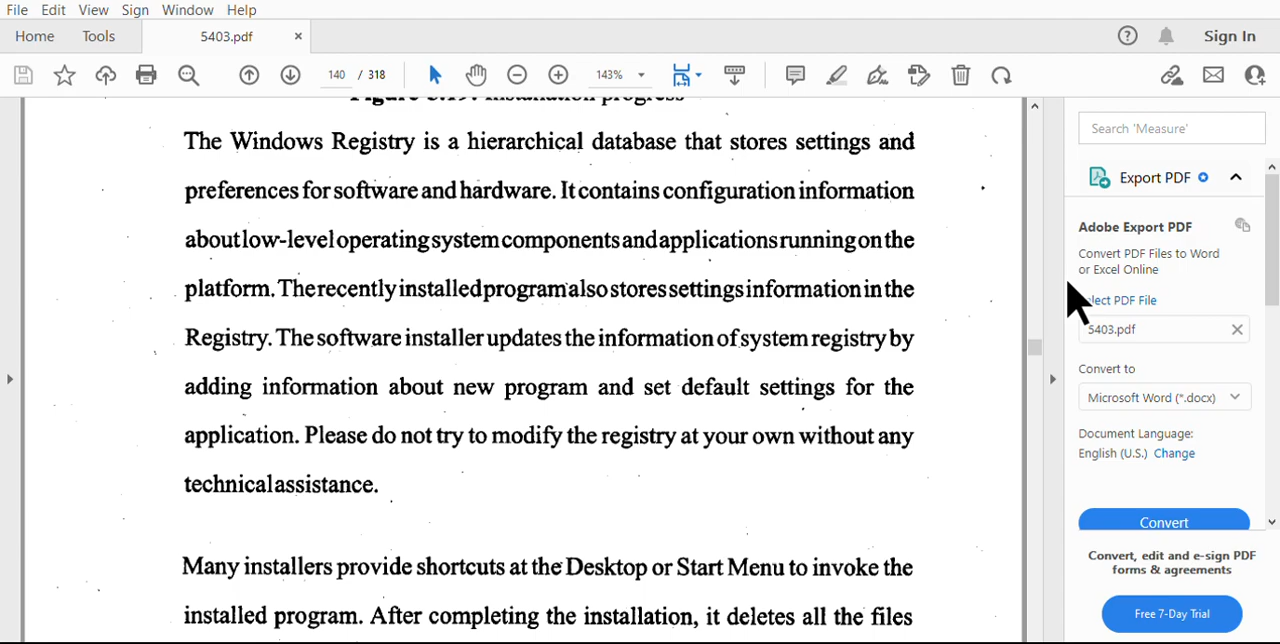 File Edit View Sign Window Help
Home Tools 5403.pdf × Sign In
140 / 318 143%
The Windows Registry is a hierarchical database that stores settings and
preferences for software and hardware. It contains configuration information
about low-level operating system components and applications running on the
platform. The recently installed program also stores settings information in the
Registry. The software installer updates the information of system registry by
adding information about new program and set default settings for the
application. Please do not try to modify the registry at your own without any
technical assistance.
Many installers provide shortcuts at the Desktop or Start Menu to invoke the
installed program. After completing the installation, it deletes all the files
Search 'Measure'
Export PDF
Adobe Export PDF
Convert PDF Files to Word
or Excel Online
lect PDF File
5403.pdf
Convert to
Microsoft Word (*.docx)
Document Language:
English (U.S.) Change
Convert
Convert, edit and e-sign PDF
forms & agreements
Free 7-Day Trial